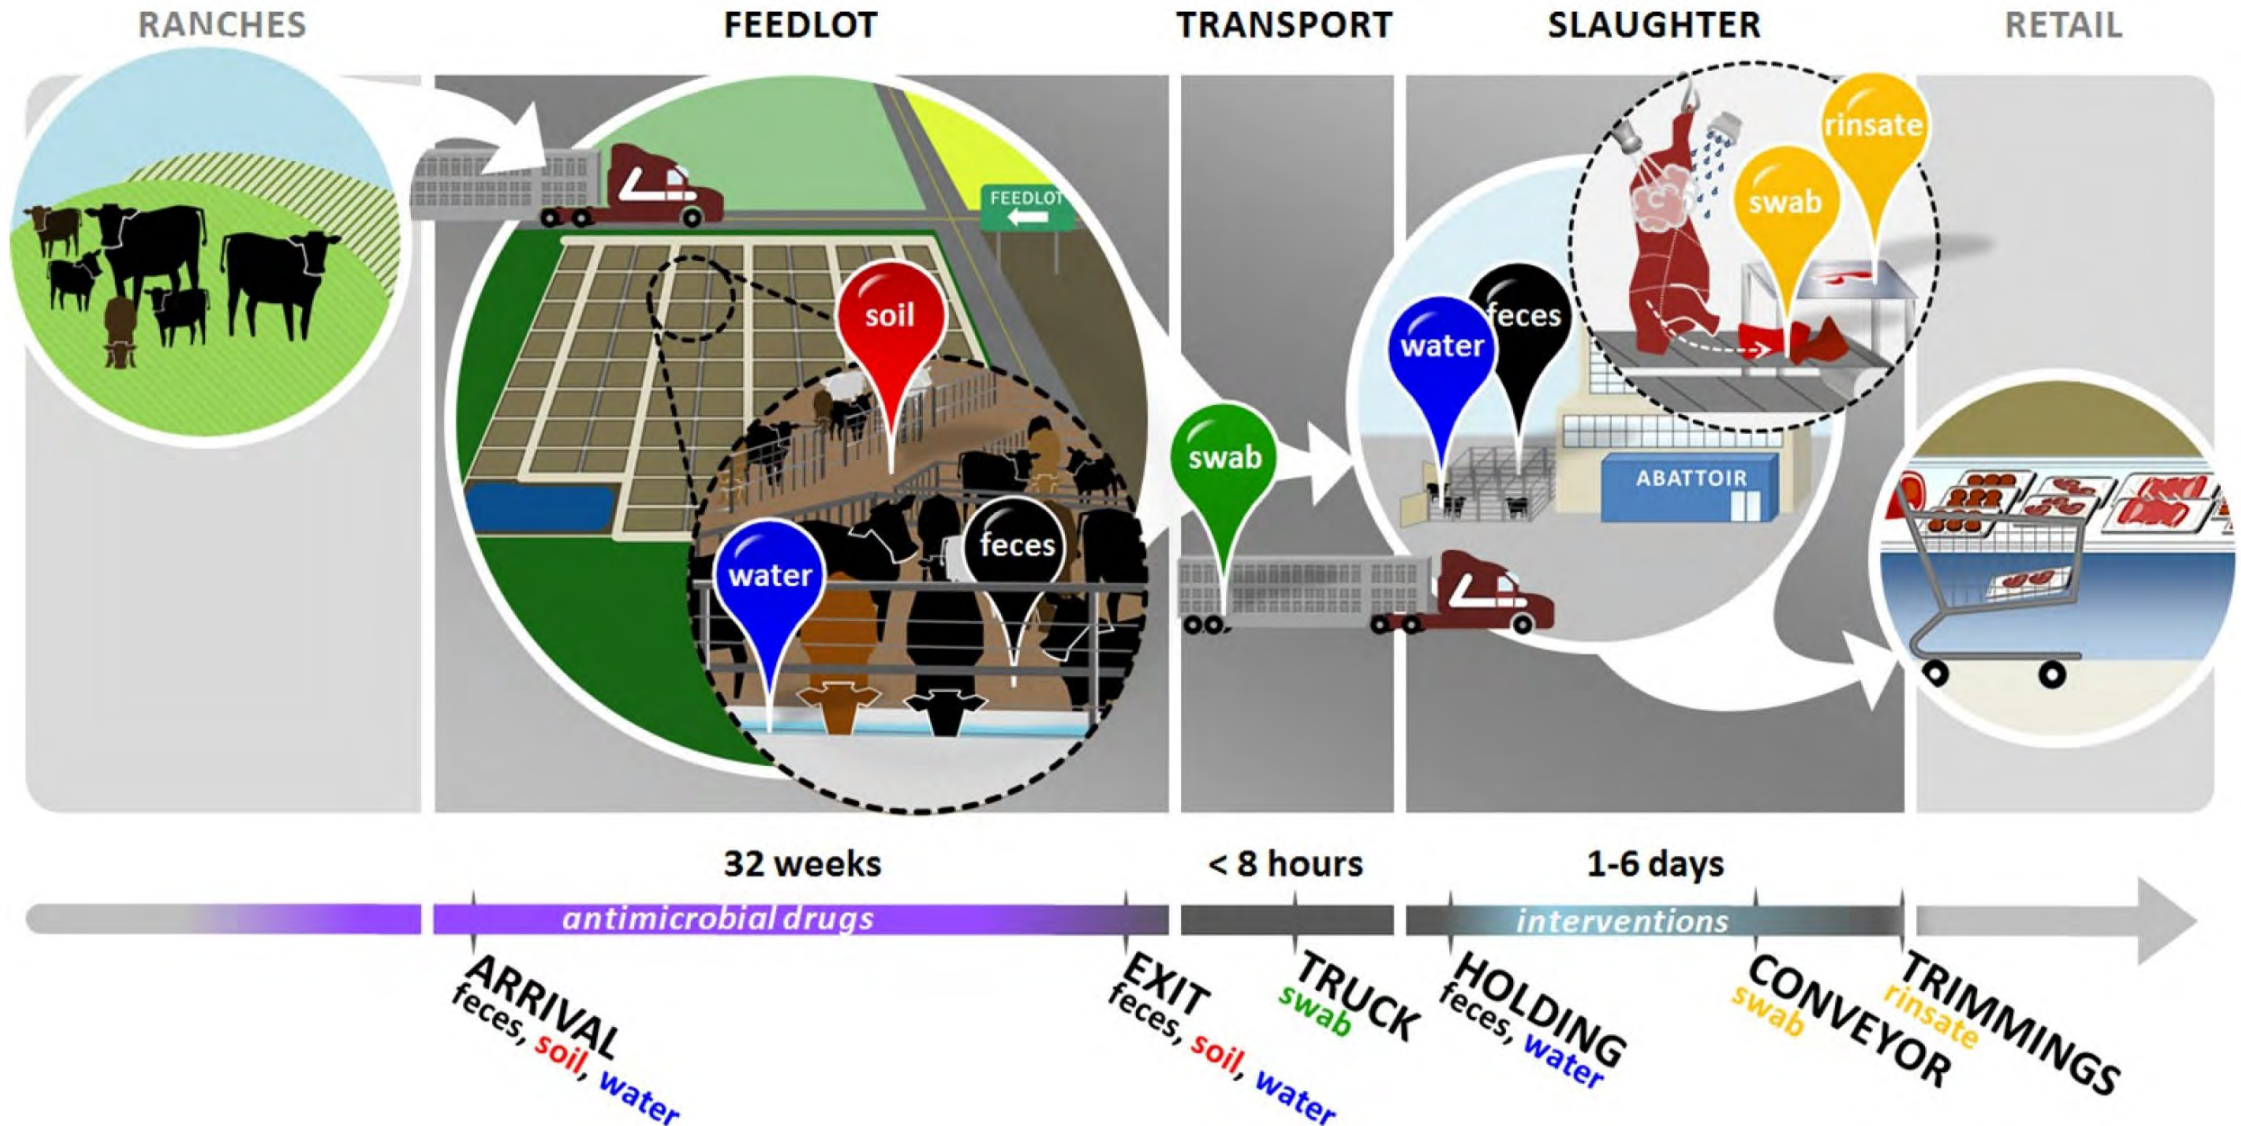 RANCHES
FEEDLOT
TRANSPORT
SLAUGHTER
RETAIL
FEEDLOT
soil
water
feces
swab
water
feces
swab
rinsate
ABATTOIR
32 weeks
< 8 hours
1-6 days
antimicrobial drugs
interventions
ARRIVAL
feces, soil, water
EXIT
feces, soil, water
TRUCK
swab
HOLDING
feces, water
CONVEYOR
swab
TRIMMINGS
rinsate